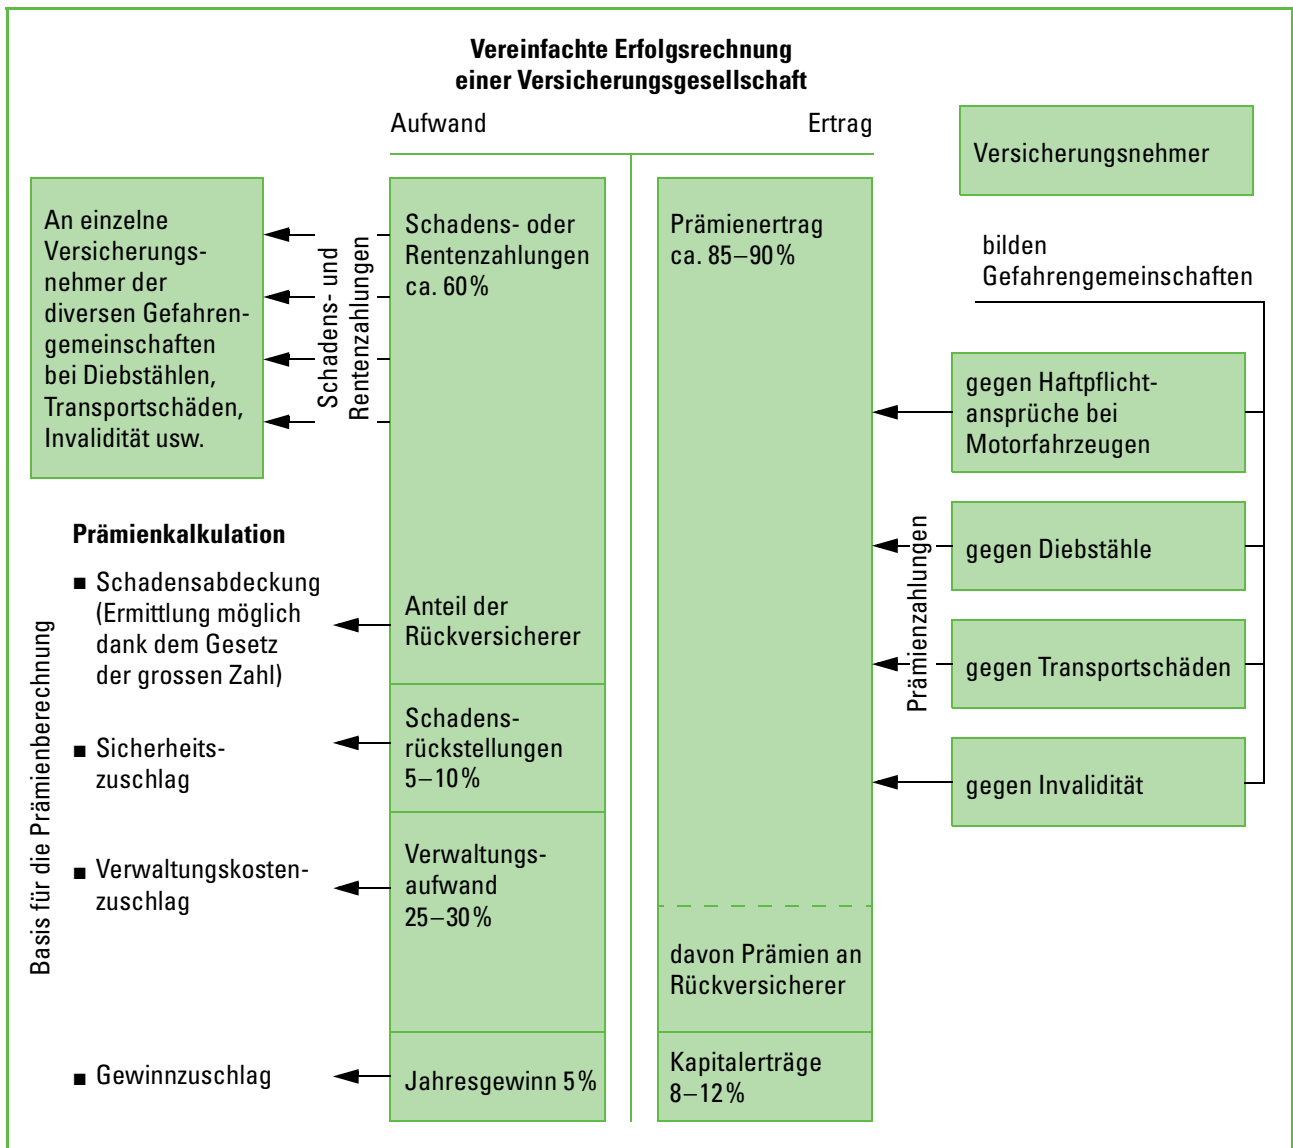 Vereinfachte Erfolgsrechnung
einer Versicherungsgesellschaft
Aufwand
Ertrag
Versicherungsnehmer
bilden
Gefahrengemeinschaften
An einzelne
Versicherungs-
nehmer der
diversen Gefahren-
gemeinschaften
bei Diebstählen,
Transportschäden,
Invalidität usw.
Schadens- und
Rentenzahlungen
Schadens- oder
Rentenzahlungen
ca. 60%
Prämienertrag
ca. 85–90%
gegen Haftpflicht-
ansprüche bei
Motorfahrzeugen
gegen Diebstähle
gegen Transportschäden
gegen Invalidität
Prämienzahlungen
Prämienkalkulation
Basis für die Prämienberechnung
■ Schadensabdeckung
(Ermittlung möglich
dank dem Gesetz
der grossen Zahl)
Anteil der
Rückversicherer
■ Sicherheits-
zuschlag
Schadens-
rückstellungen
5–10%
■ Verwaltungskosten-
zuschlag
Verwaltungs-
aufwand
25–30%
davon Prämien an
Rückversicherer
■ Gewinnzuschlag
Jahresgewinn 5%
Kapitalerträge
8–12%